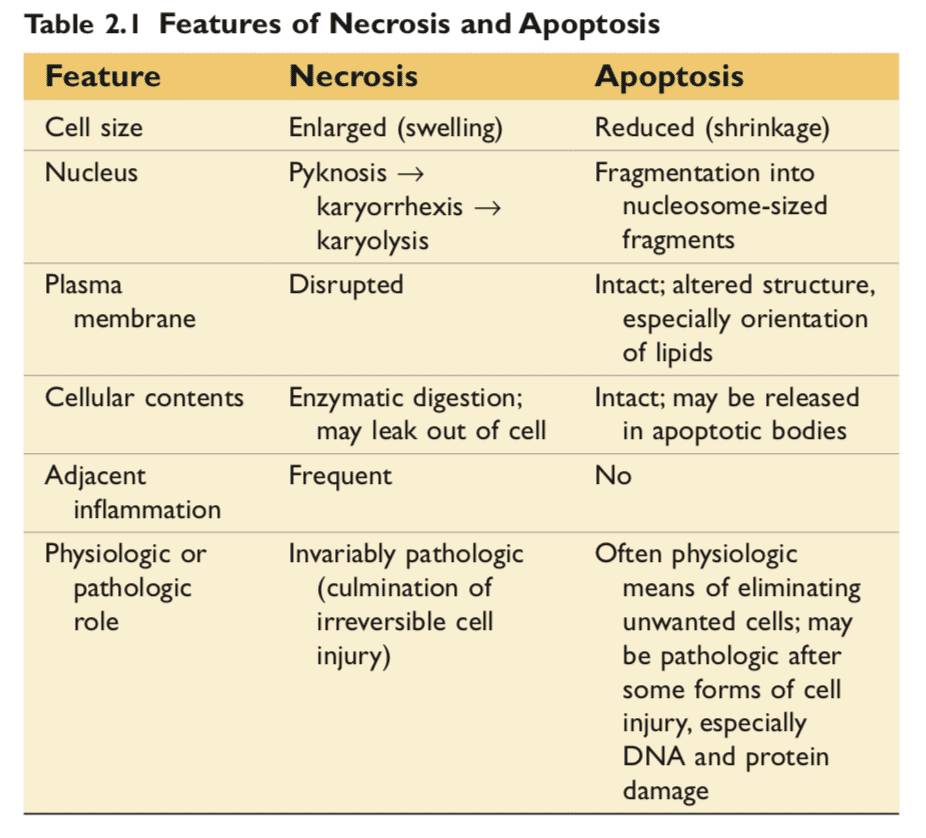 Table 2.1 Features of Necrosis and Apoptosis
Feature Necrosis Apoptosis
Cell size Enlarged (swelling) Reduced (shrinkage)
Nucleus Pyknosis → Fragmentation into
karyorrhexis → nucleosome-sized
karyolysis fragments
Plasma Disrupted Intact; altered structure,
membrane especially orientation
of lipids
Cellular contents Enzymatic digestion; Intact; may be released
may leak out of cell in apoptotic bodies
Adjacent Frequent No
inflammation
Physiologic or Invariably pathologic Often physiologic
pathologic (culmination of means of eliminating
role irreversible cell unwanted cells; may
injury) be pathologic after
some forms of cell
injury, especially
DNA and protein
damage